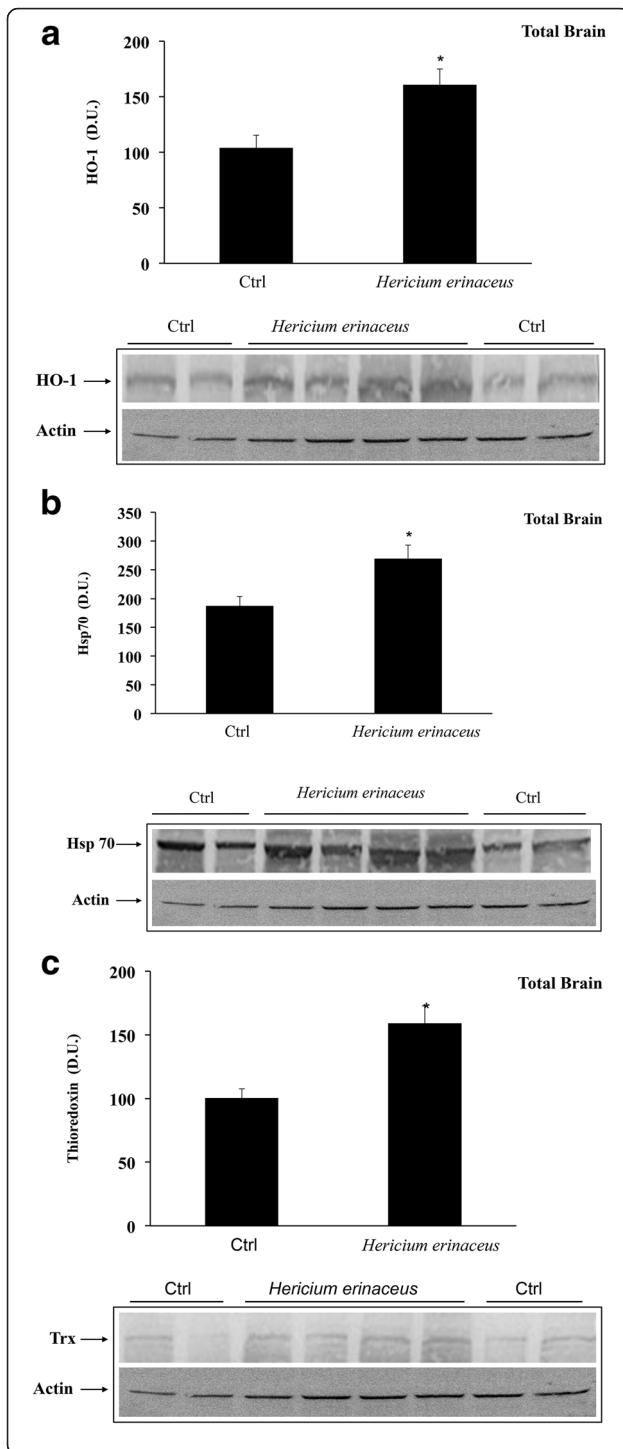 a
Total Brain
HO-1 (D.U.)
200
150
100
50
0
*
Ctrl
Hericium erinaceus
Ctrl
Hericium erinaceus
Ctrl
HO-1
Actin
b
Total Brain
Hsp70 (D.U.)
350
300
250
200
150
100
50
0
*
Ctrl
Hericium erinaceus
Ctrl
Hericium erinaceus
Ctrl
Hsp 70
Actin
c
Total Brain
Thioredoxin (D.U.)
200
150
100
50
0
*
Ctrl
Hericium erinaceus
Ctrl
Hericium erinaceus
Ctrl
Trx
Actin